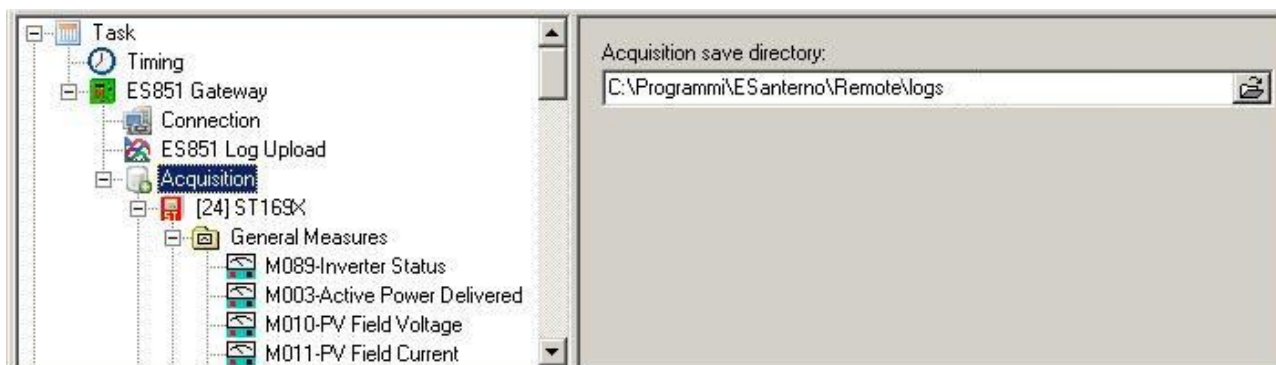 Task
Timing
ES851 Gateway
Connection
ES851 Log Upload
Acquisition
[24] ST169X
ST
General Measures
M089-Inverter Status
M003-Active Power Delivered
M010-PV Field Voltage
M011-PV Field Current
Acquisition save directory:
C:\Programmi\ESanterno\Remote\logs